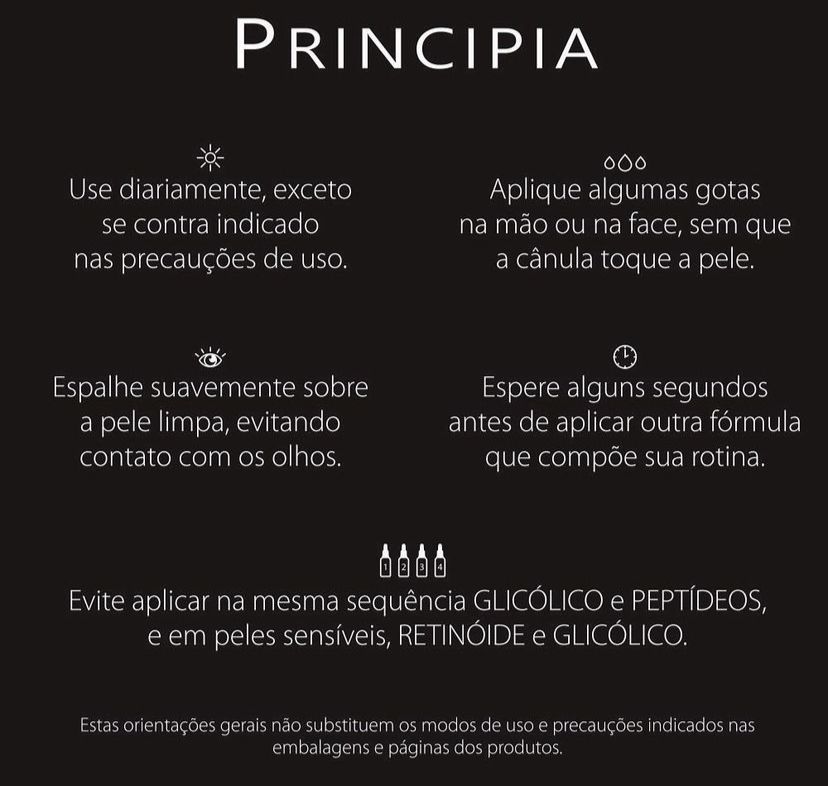 PRINCIPIA
Use diariamente, exceto
se contra indicado
nas precauções de uso.
Aplique algumas gotas
na mão ou na face, sem que
a cânula toque a pele.
Espalhe suavemente sobre
a pele limpa, evitando
contato com os olhos.
Espere alguns segundos
antes de aplicar outra fórmula
que compõe sua rotina.
1 2 3 4
Evite aplicar na mesma sequência GLICÓLICO e PEPTÍDEOS,
e em peles sensíveis, RETINÓIDE e GLICÓLICO.
Estas orientações gerais não substituem os modos de uso e precauções indicados nas
embalagens e páginas dos produtos.